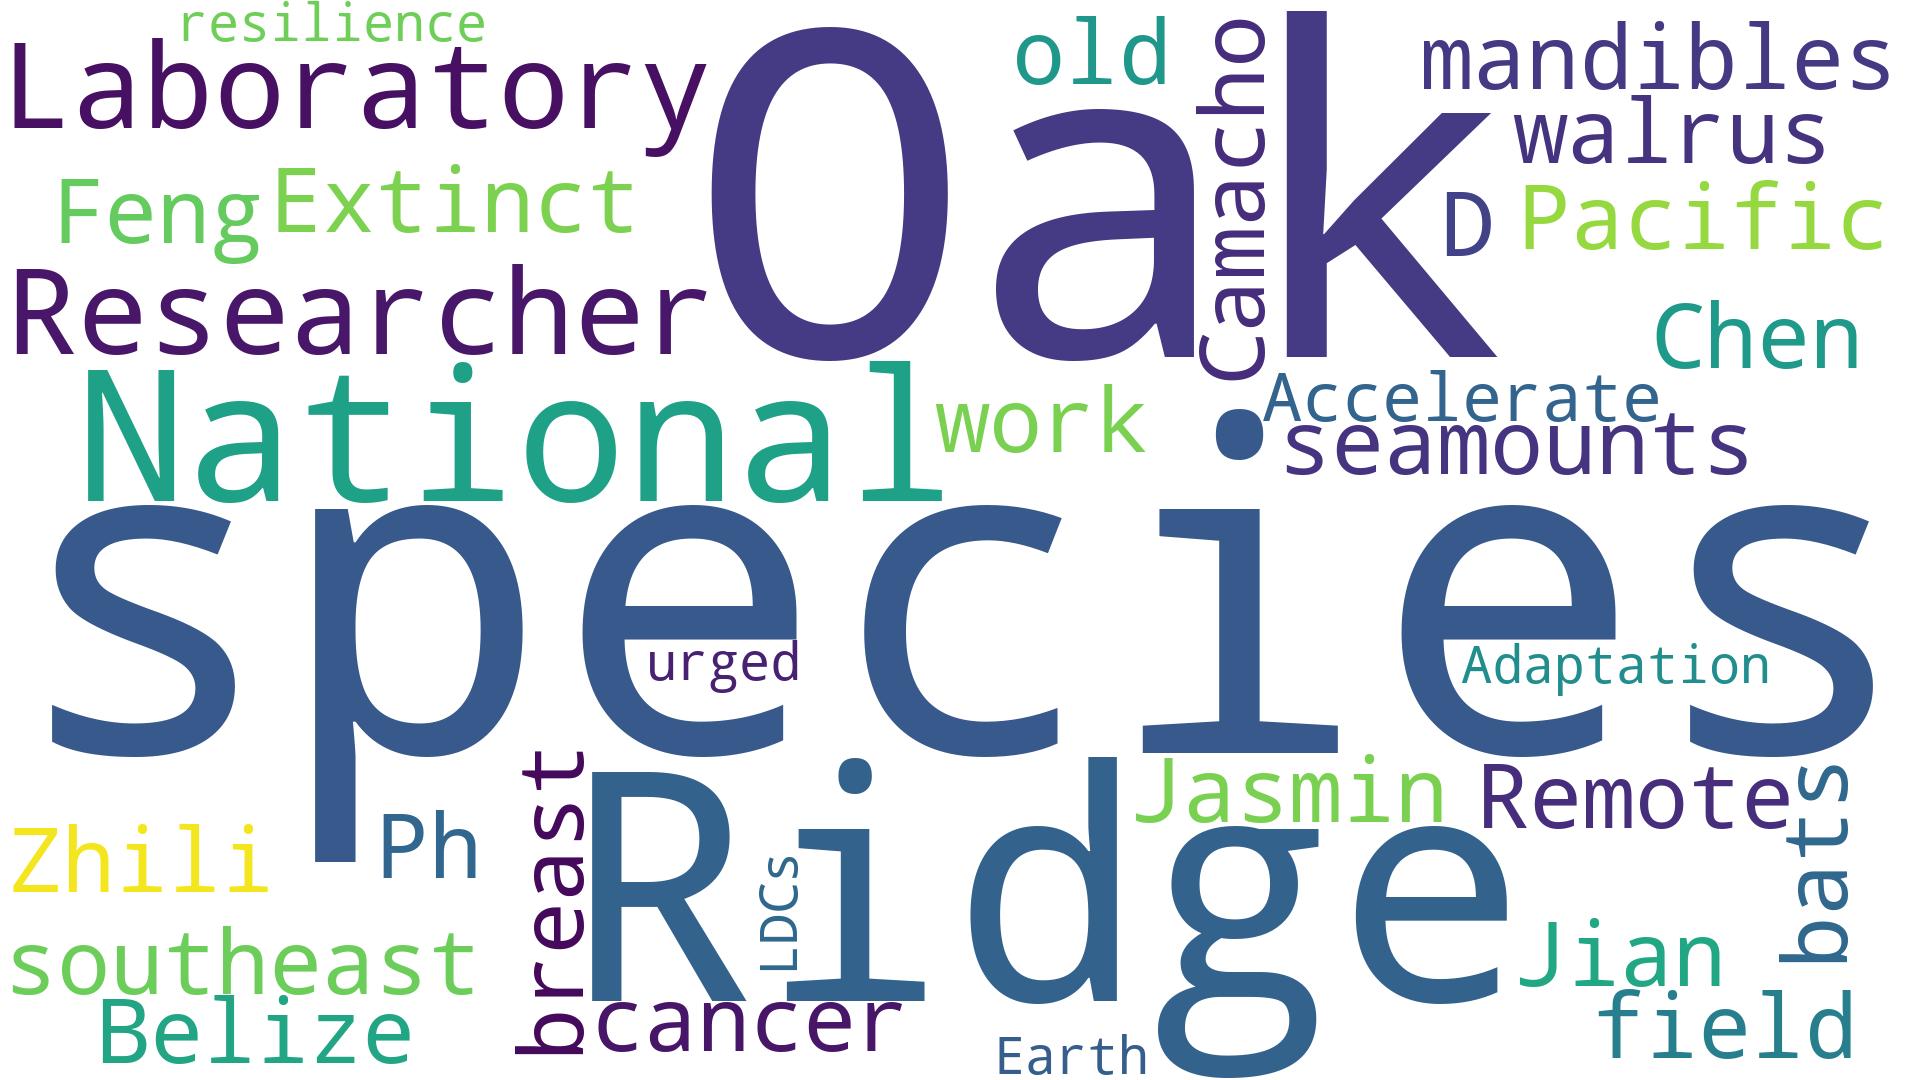 resilience
Laboratory
Oak
old
Camacho
mandibles
walrus
Feng
Extinct
D
Pacific
Researcher
Chen
National
work
Accelerate
seamounts
species
urged
Adaptation
breast
Ridge
Jasmin
Remote
bats
Zhili
Ph
LDCs
southeast
Jian
Belize
cancer
Earth
field